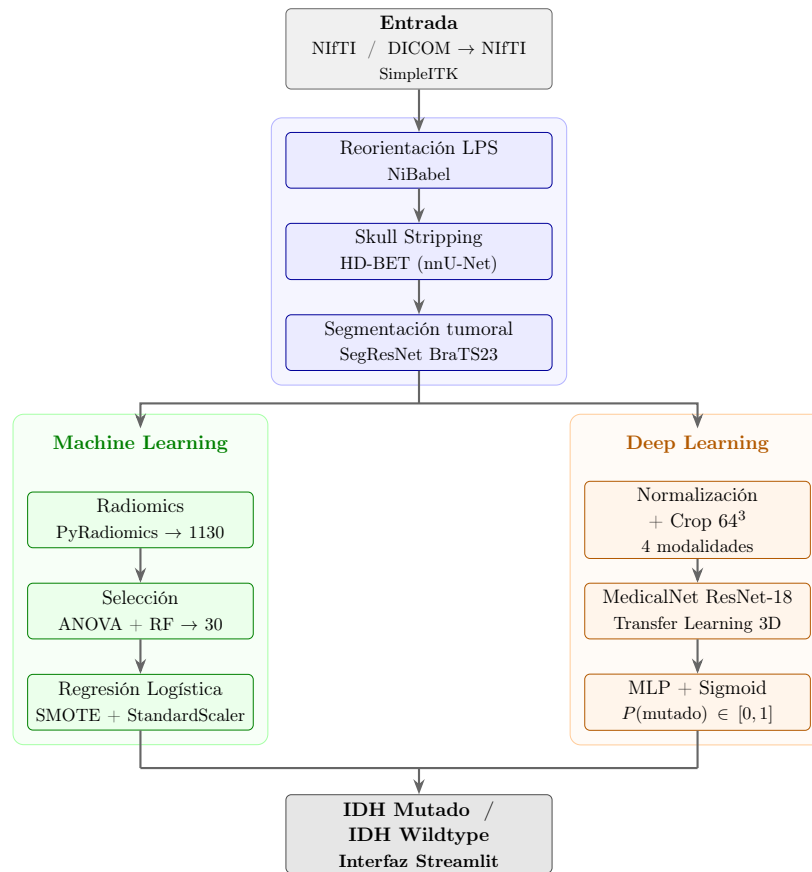 Entrada
NIfTI / DICOM → NIfTI
SimpleITK
Reorientación LPS
NiBabel
Skull Stripping
HD-BET (nnU-Net)
Segmentación tumoral
SegResNet BraTS23
Machine Learning
Radiomics
PyRadiomics → 1130
Selección
ANOVA + RF → 30
Regresión Logística
SMOTE + StandardScaler
Deep Learning
Normalización
+ Crop 64³
4 modalidades
MedicalNet ResNet-18
Transfer Learning 3D
MLP + Sigmoid
P(mutado) ∈ [0, 1]
IDH Mutado /
IDH Wildtype
Interfaz Streamlit